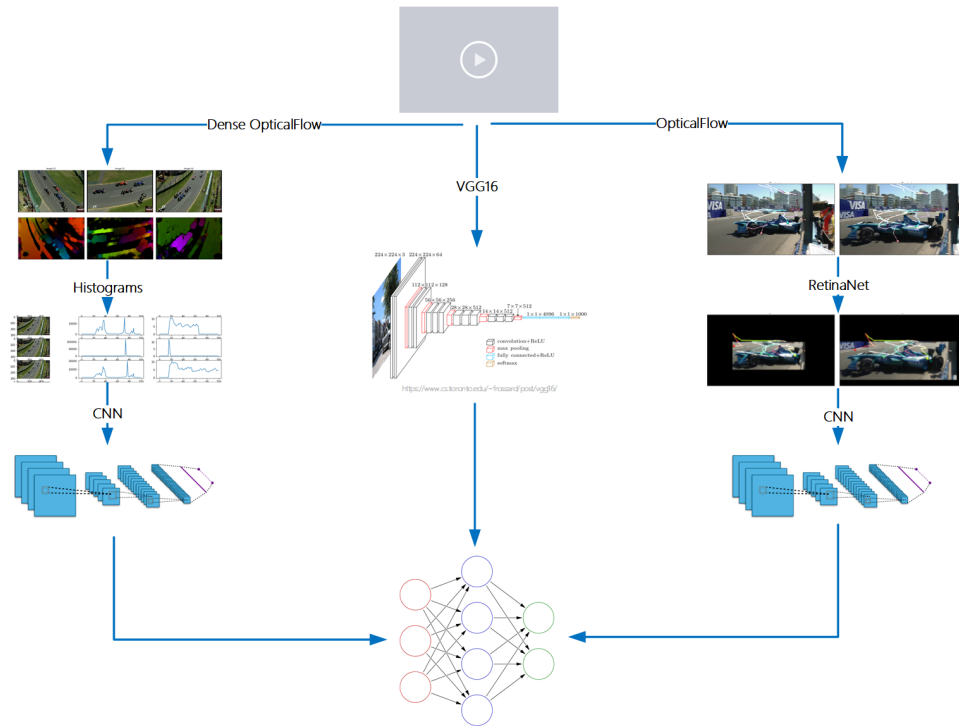 Dense OpticalFlow
OpticalFlow
VGG16
VISA
VISA
Histograms
RetinaNet
224×224×3 224×224×64
112×112×128
56×56×256
28×28×512
14×14×512
7×7×512
1×1×4096 1×1×1000
convolution+ReLU
max pooling
fully connected+ReLU
softmax
https://www.cs.toronto.edu/~frossard/post/vgg16/
CNN
CNN